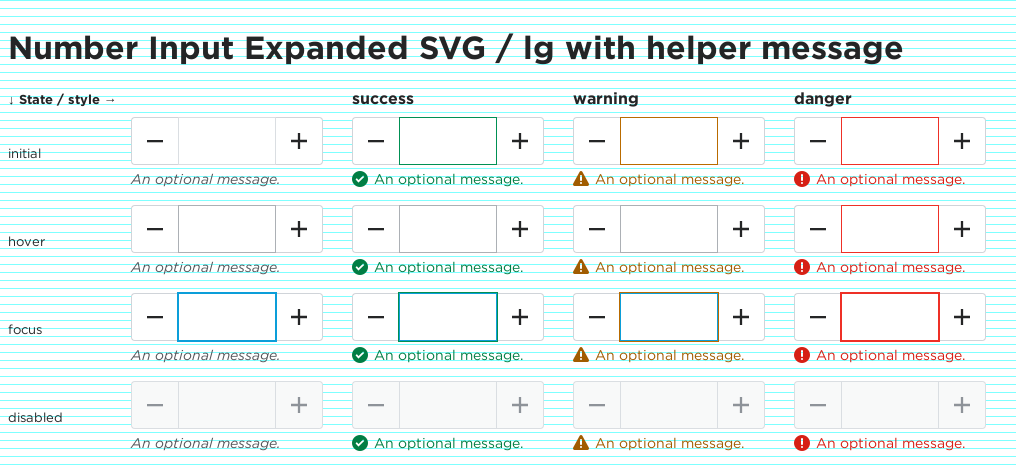 Number Input Expanded SVG / lg with helper message
↓ State / style → success warning danger
initial
An optional message. An optional message. An optional message. An optional message.
hover
An optional message. An optional message. An optional message. An optional message.
focus
An optional message. An optional message. An optional message. An optional message.
disabled
An optional message. An optional message. An optional message. An optional message.